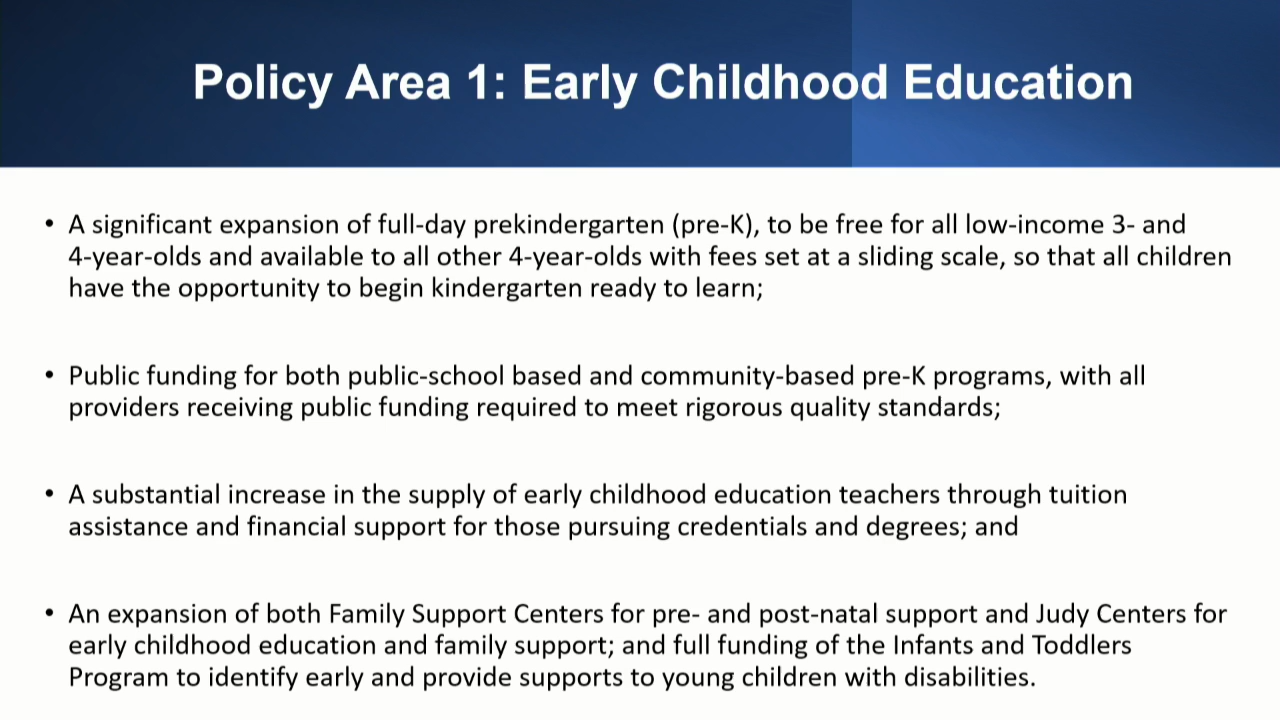 Policy Area 1: Early Childhood Education
• A significant expansion of full-day prekindergarten (pre-K), to be free for all low-income 3- and
4-year-olds and available to all other 4-year-olds with fees set at a sliding scale, so that all children
have the opportunity to begin kindergarten ready to learn;
• Public funding for both public-school based and community-based pre-K programs, with all
providers receiving public funding required to meet rigorous quality standards;
• A substantial increase in the supply of early childhood education teachers through tuition
assistance and financial support for those pursuing credentials and degrees; and
• An expansion of both Family Support Centers for pre- and post-natal support and Judy Centers for
early childhood education and family support; and full funding of the Infants and Toddlers
Program to identify early and provide supports to young children with disabilities.